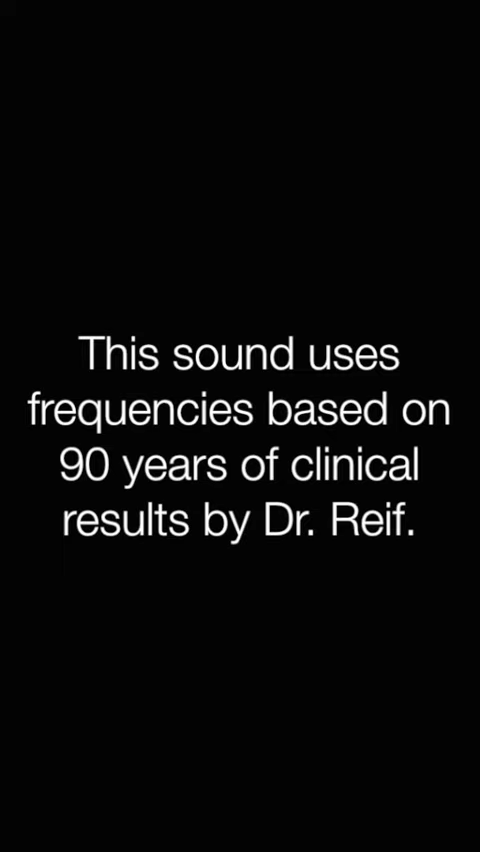 This sound uses
frequencies based on
90 years of clinical
results by Dr. Reif.